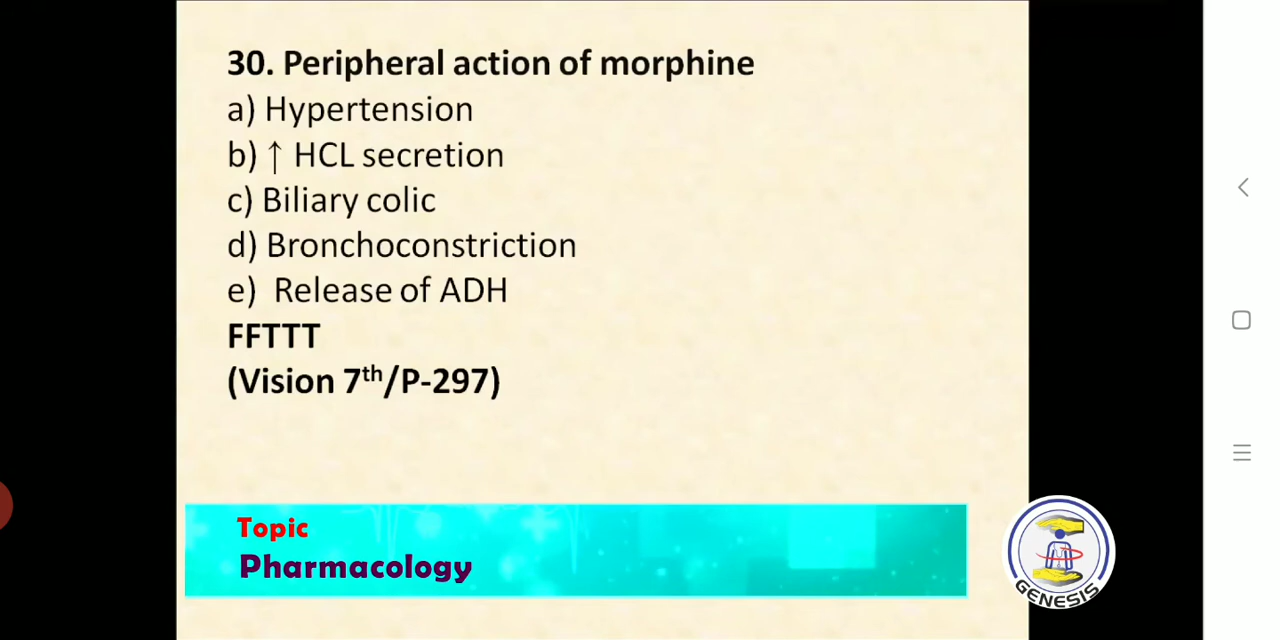 30. Peripheral action of morphine
a) Hypertension
b) ↑ HCL secretion
c) Biliary colic
d) Bronchoconstriction
e) Release of ADH
FFTTT
(Vision 7th/P-297)
Topic
Pharmacology
GENESIS